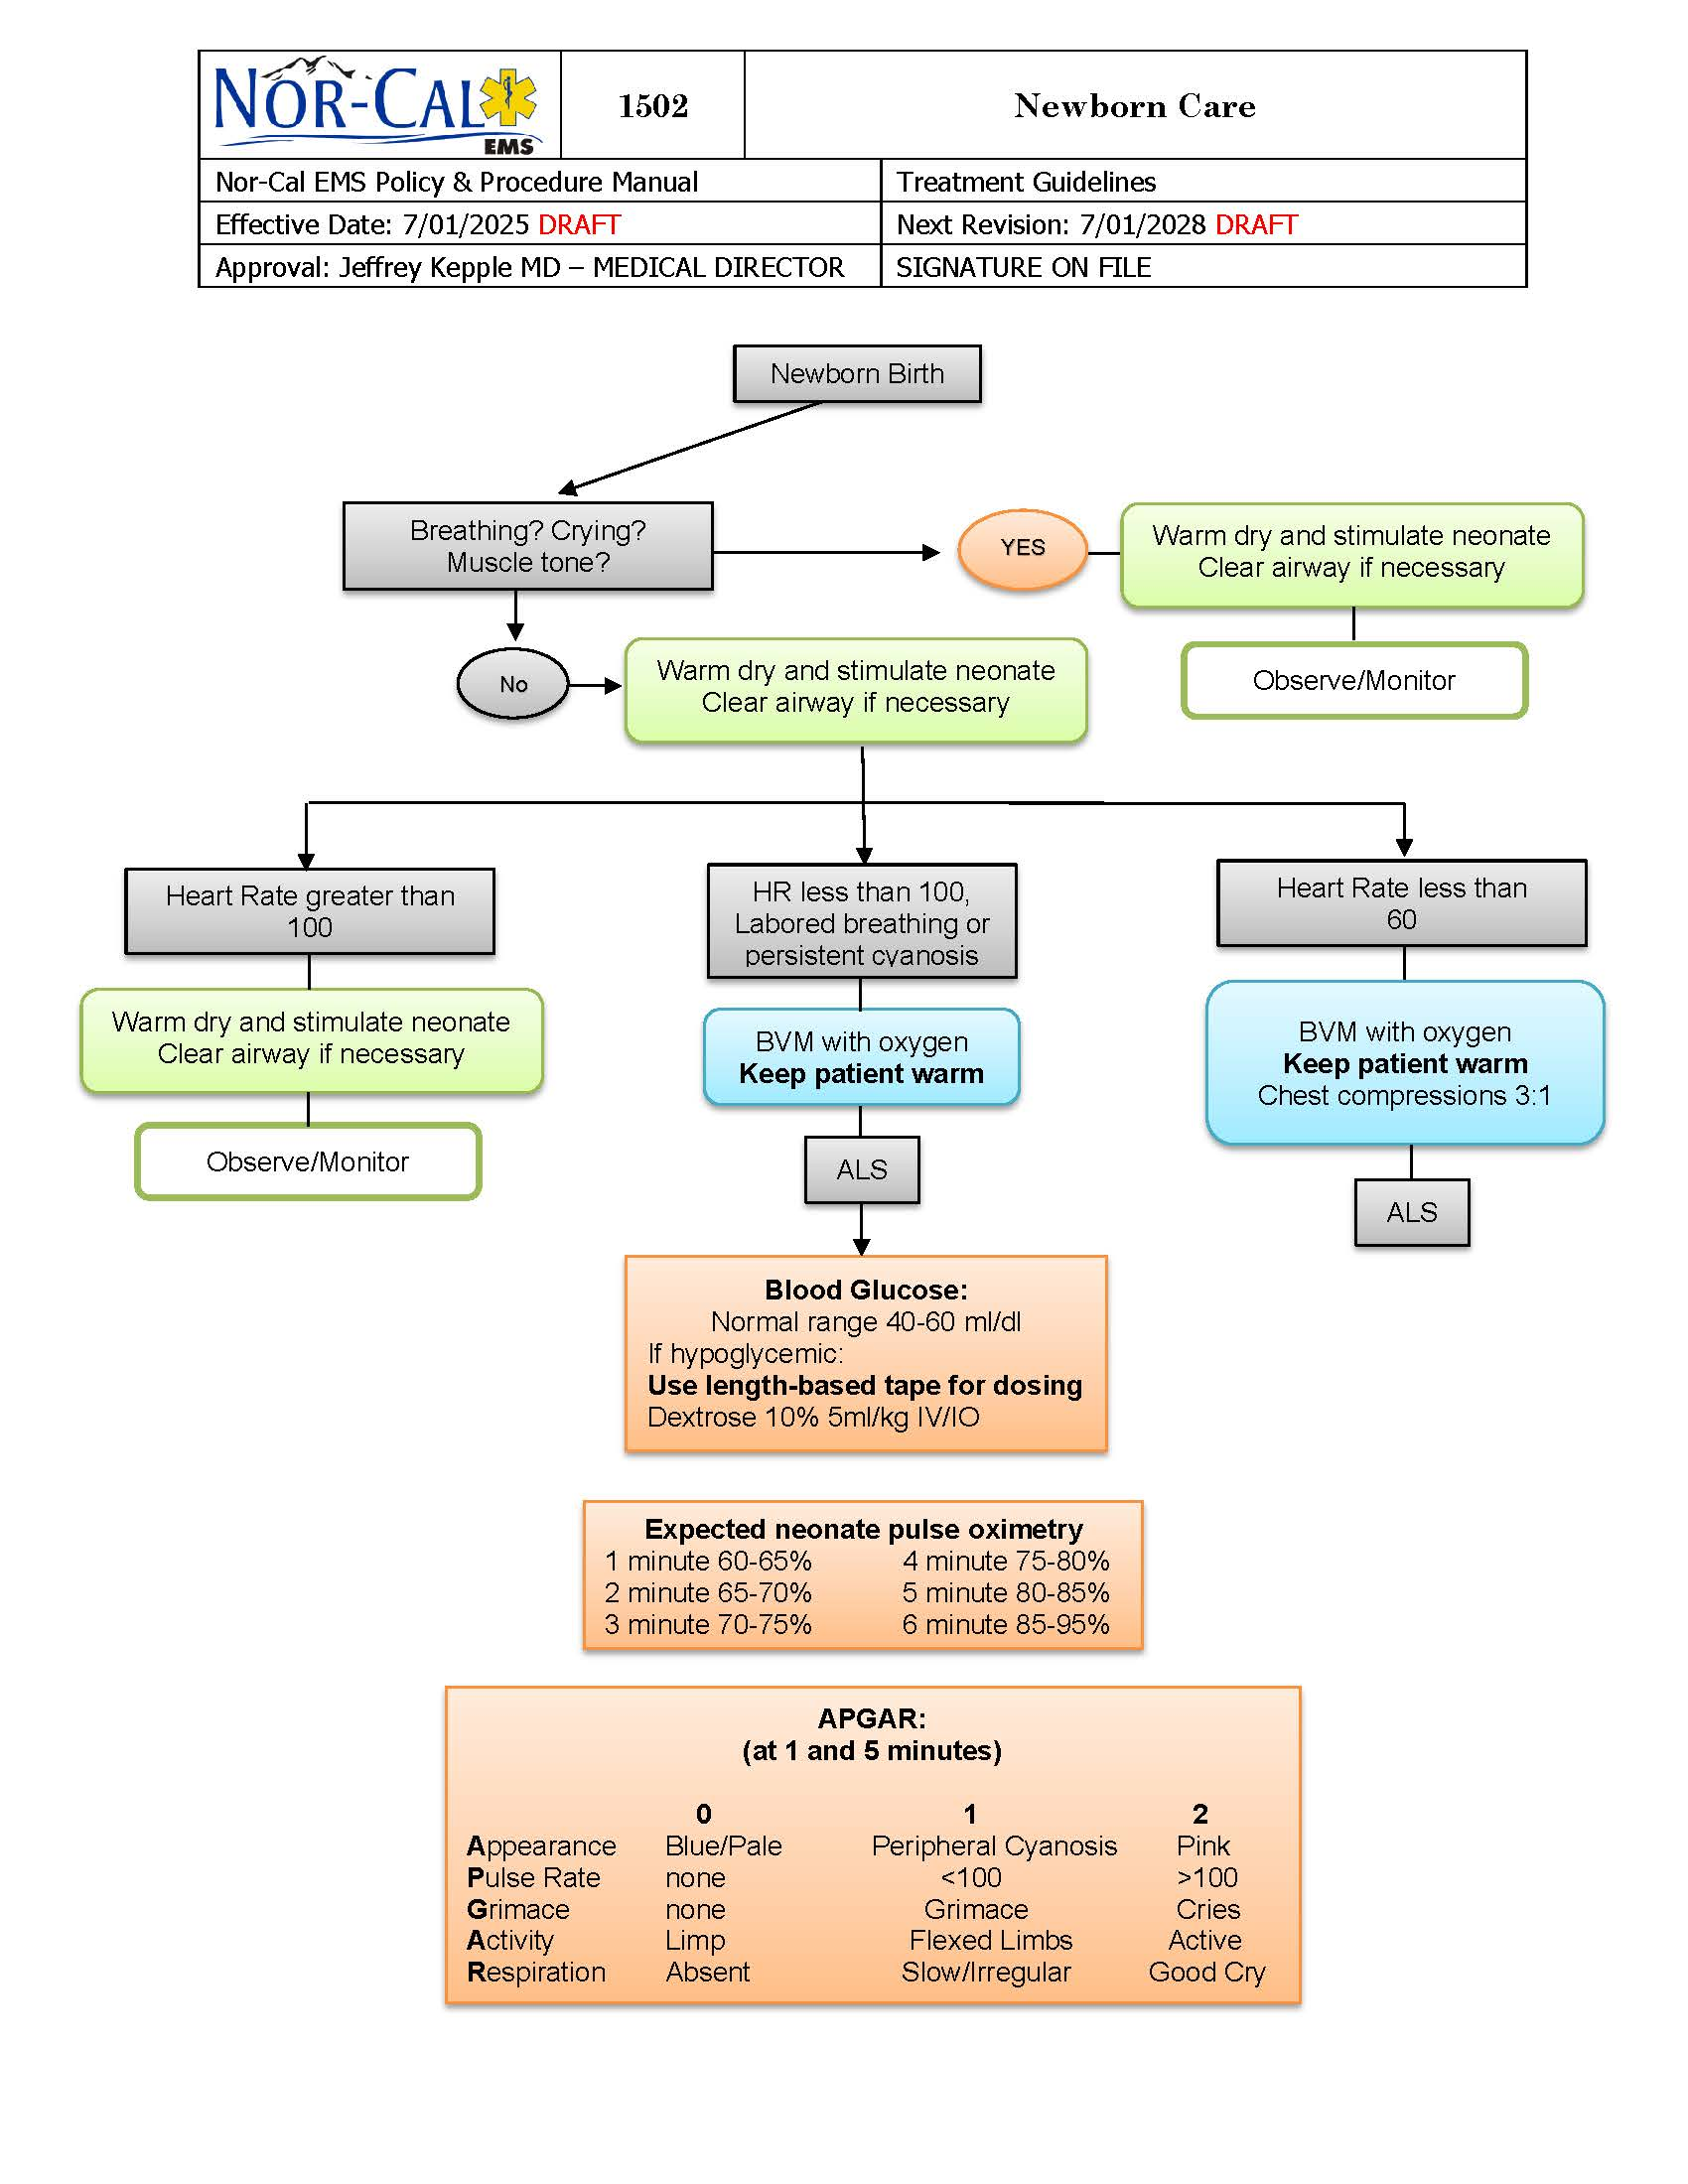 NOR-CAL
EMS
1502
Newborn Care
Nor-Cal EMS Policy & Procedure Manual
Treatment Guidelines
Effective Date: 7/01/2025 DRAFT
Next Revision: 7/01/2028 DRAFT
Approval: Jeffrey Kepple MD – MEDICAL DIRECTOR
SIGNATURE ON FILE
Newborn Birth
Breathing? Crying?
Muscle tone?
YES
Warm dry and stimulate neonate
Clear airway if necessary
Observe/Monitor
No
Warm dry and stimulate neonate
Clear airway if necessary
Heart Rate greater than
100
Warm dry and stimulate neonate
Clear airway if necessary
Observe/Monitor
HR less than 100,
Labored breathing or
persistent cyanosis
BVM with oxygen
Keep patient warm
ALS
Heart Rate less than
60
BVM with oxygen
Keep patient warm
Chest compressions 3:1
ALS
Blood Glucose:
Normal range 40-60 ml/dl
If hypoglycemic:
Use length-based tape for dosing
Dextrose 10% 5ml/kg IV/IO
Expected neonate pulse oximetry
1 minute 60-65% 4 minute 75-80%
2 minute 65-70% 5 minute 80-85%
3 minute 70-75% 6 minute 85-95%
APGAR:
(at 1 and 5 minutes)
0 1 2
Appearance Blue/Pale Peripheral Cyanosis Pink
Pulse Rate none <100 >100
Grimace none Grimace Cries
Activity Limp Flexed Limbs Active
Respiration Absent Slow/Irregular Good Cry